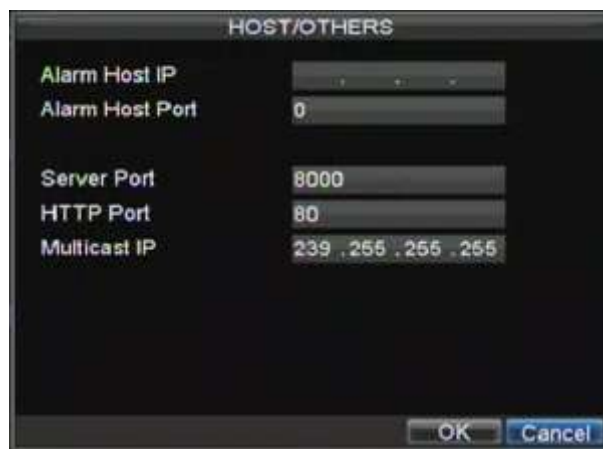 HOST/OTHERS
Alarm Host IP . . .
Alarm Host Port 0
Server Port 8000
HTTP Port 80
Multicast IP 239 .255 .255 .255
OK Cancel